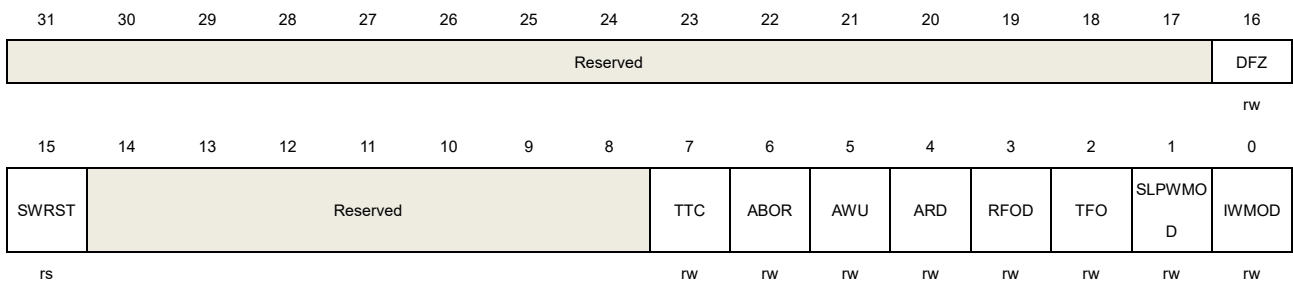 31 30 29 28 27 26 25 24 23 22 21 20 19 18 17 16
Reserved DFZ
rw
15 14 13 12 11 10 9 8 7 6 5 4 3 2 1 0
SWRST Reserved TTC ABOR AWU ARD RFOD TFO SLPWMO
D IWMOD
rs rw rw rw rw rw rw rw rw